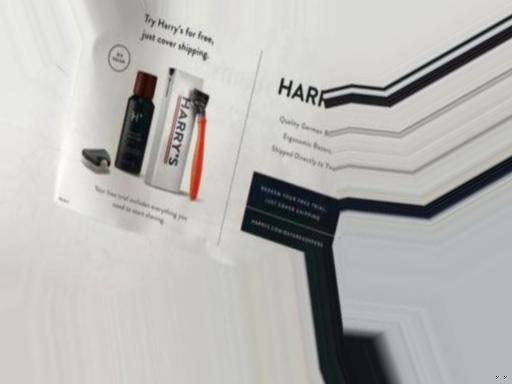 Try Harry's for free,
just cover shipping.
HARRY'S
Your free trial includes everything you
need to start shaving.
HARR
Quality German
Ergonomic Razors,
Shipped Directly to You
REDEEM YOUR FREE TRIAL,
JUST COVER SHIPPING